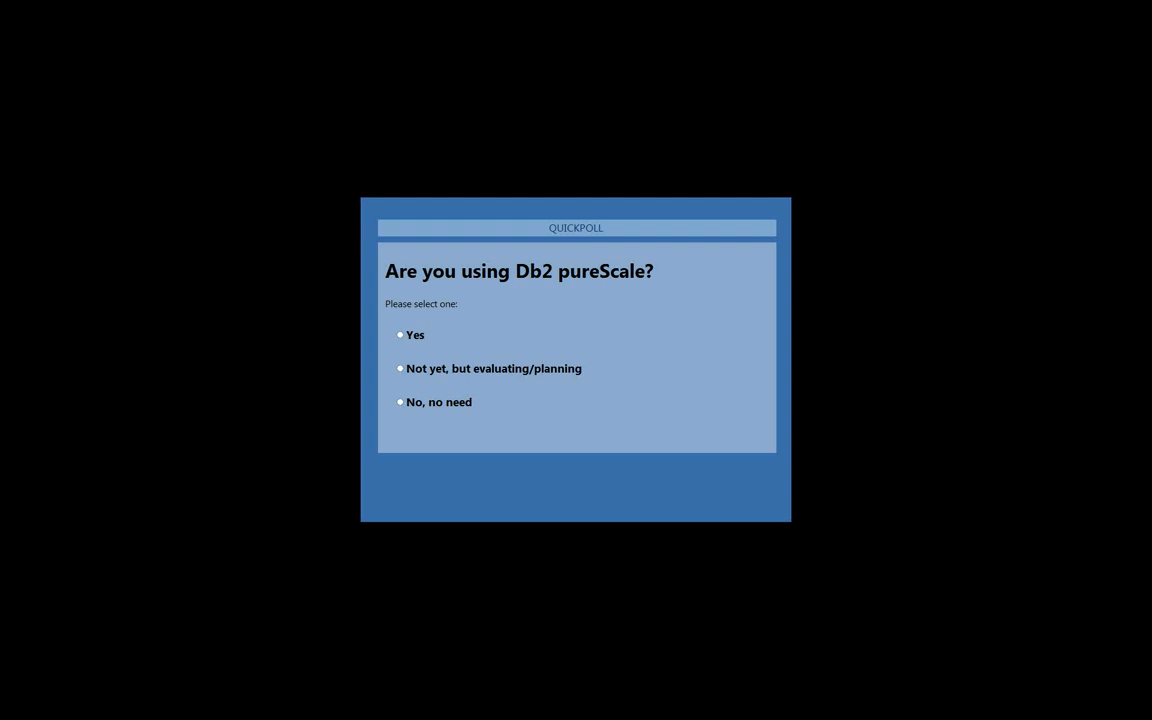 QUICKPOLL
Are you using Db2 pureScale?
Please select one:
Yes
Not yet, but evaluating/planning
No, no need